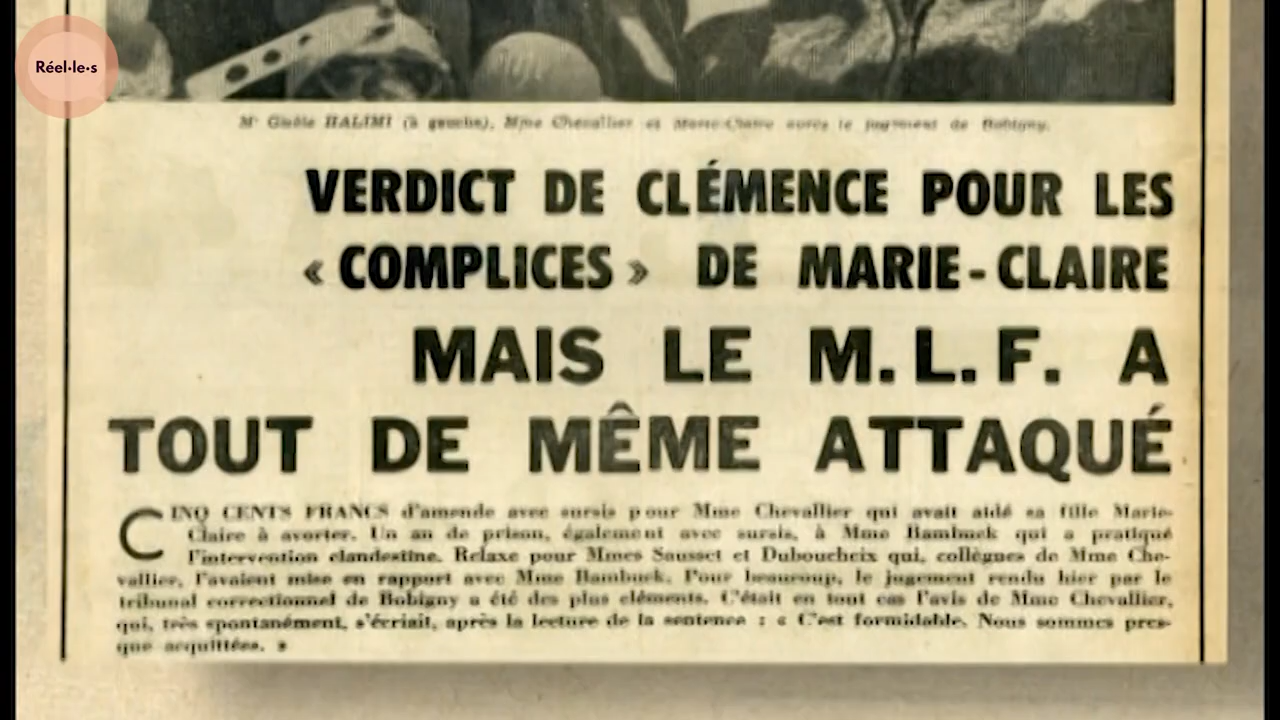 Réel·le·s
Mᵉ Gisèle HALIMI (à gauche), Mme Chevallier et Marie-Claire après le jugement de Bobigny.
VERDICT DE CLÉMENCE POUR LES
« COMPLICES » DE MARIE-CLAIRE
MAIS LE M.L.F. A
TOUT DE MÊME ATTAQUÉ
CINQ CENTS FRANCS d'amende avec sursis pour Mme Chevallier qui avait aidé sa fille Marie-
Claire à avorter. Un an de prison, également avec sursis, à Mme Bambuck qui a pratiqué
l'intervention clandestine. Relaxe pour Mmes Sausset et Duboucheix qui, collègues de Mme Che-
vallier, l'avaient mise en rapport avec Mme Bambuck. Pour beaucoup, le jugement rendu hier par le
tribunal correctionnel de Bobigny a été des plus cléments. C'était en tout cas l'avis de Mme Chevallier,
qui, très spontanément, s'écriait, après la lecture de la sentence : « C'est formidable. Nous sommes pres-
que acquittées. »